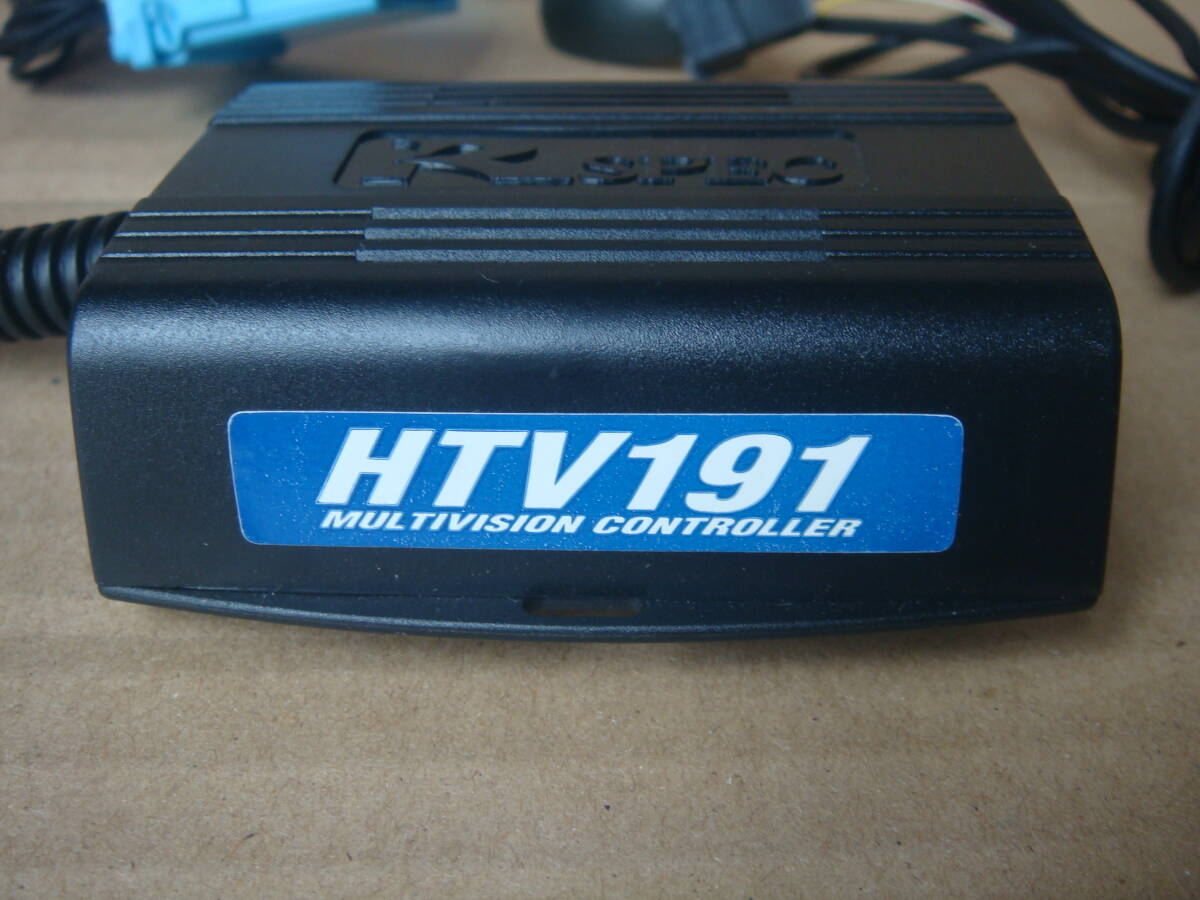 K SPEC
HTV191
MULTIVISION CONTROLLER